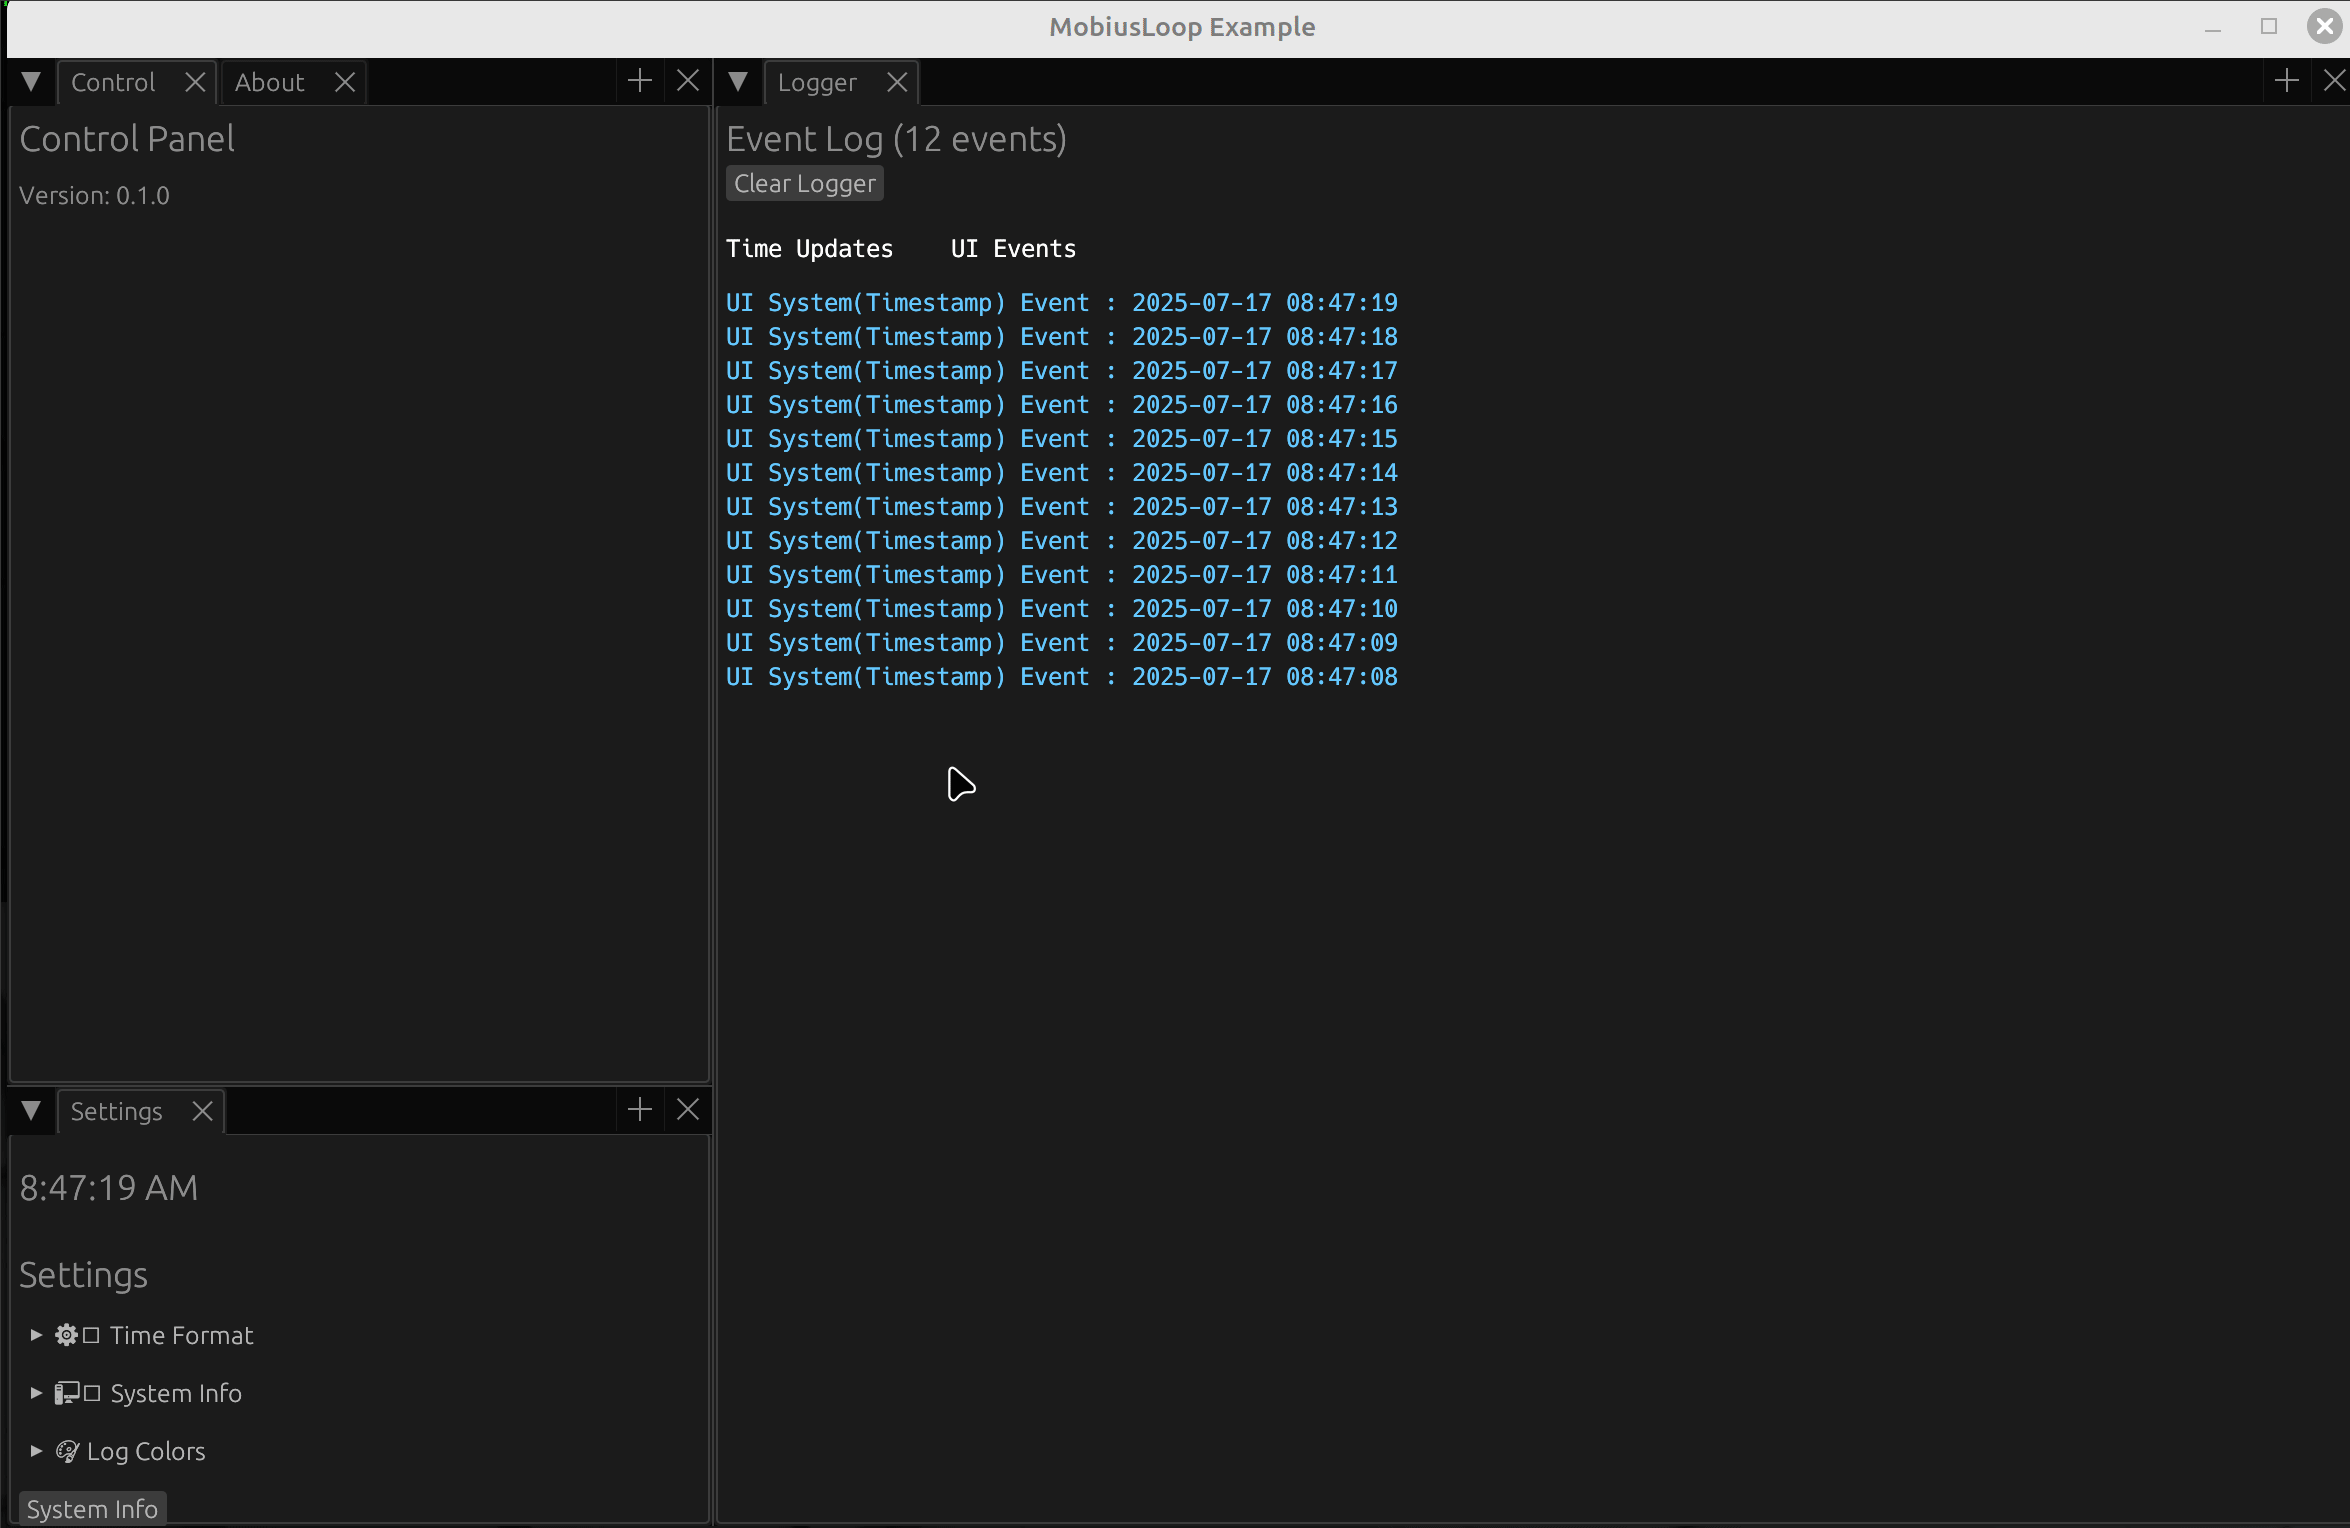 MobiusLoop Example
Control About
Control Panel
Version: 0.1.0
Logger
Event Log (12 events)
Clear Logger
Time Updates UI Events
UI System(Timestamp) Event : 2025-07-17 08:47:19
UI System(Timestamp) Event : 2025-07-17 08:47:18
UI System(Timestamp) Event : 2025-07-17 08:47:17
UI System(Timestamp) Event : 2025-07-17 08:47:16
UI System(Timestamp) Event : 2025-07-17 08:47:15
UI System(Timestamp) Event : 2025-07-17 08:47:14
UI System(Timestamp) Event : 2025-07-17 08:47:13
UI System(Timestamp) Event : 2025-07-17 08:47:12
UI System(Timestamp) Event : 2025-07-17 08:47:11
UI System(Timestamp) Event : 2025-07-17 08:47:10
UI System(Timestamp) Event : 2025-07-17 08:47:09
UI System(Timestamp) Event : 2025-07-17 08:47:08
Settings
8:47:19 AM
Settings
Time Format
System Info
Log Colors
System Info